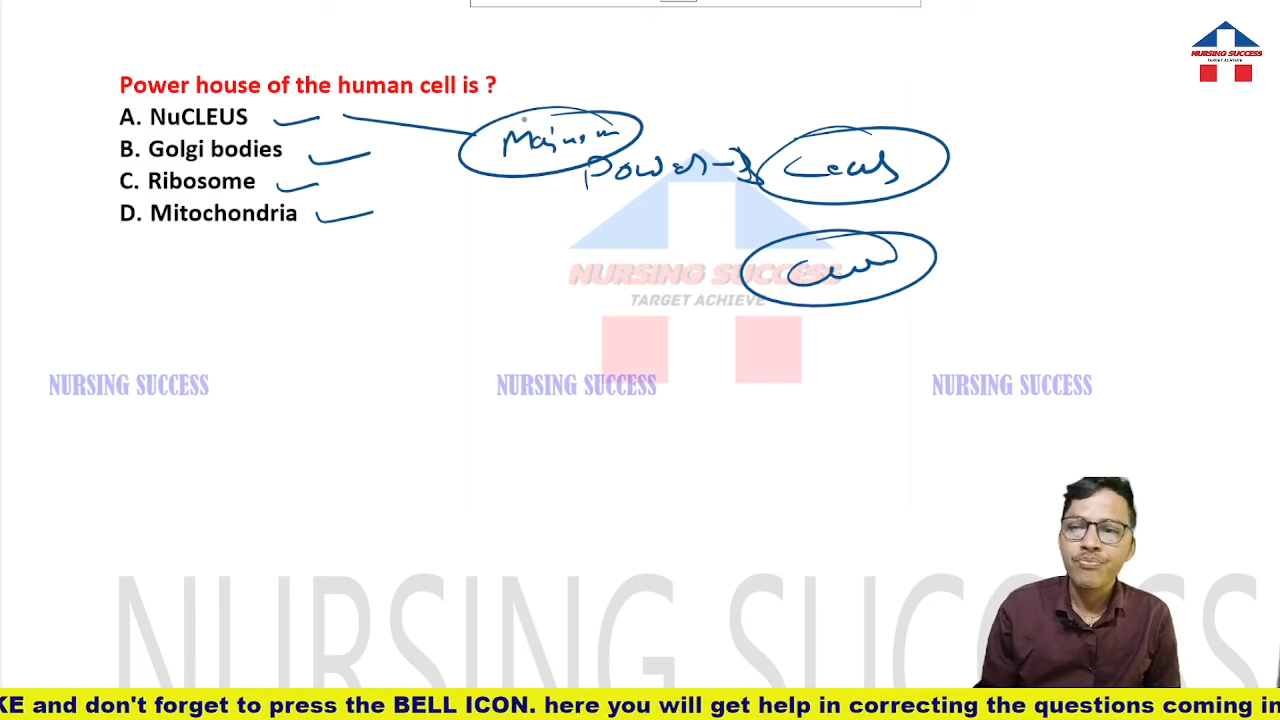 NURSING SUCCESS
TARGET ACHIEVE
Power house of the human cell is ?
A. NuCLEUS
B. Golgi bodies
C. Ribosome
D. Mitochondria
Power
NURSING SUCCESS
TARGET ACHIEVE
NURSING SUCCESS
NURSING SUCCESS
NURSING SUCCESS
NURSING SUCCESS
KE and don't forget to press the BELL ICON. here you will get help in correcting the questions coming in